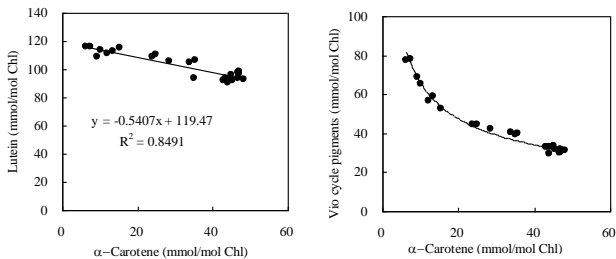 140
120
100
80
60
40
20
0
Lutein (mmol/mol Chl)
y = -0.5407x + 119.47
R² = 0.8491
0 20 40 60
α−Carotene (mmol/mol Chl)
100
80
60
40
20
0
Vio cycle pigments (mmol/mol Chl)
0 20 40 60
α−Carotene (mmol/mol Chl)